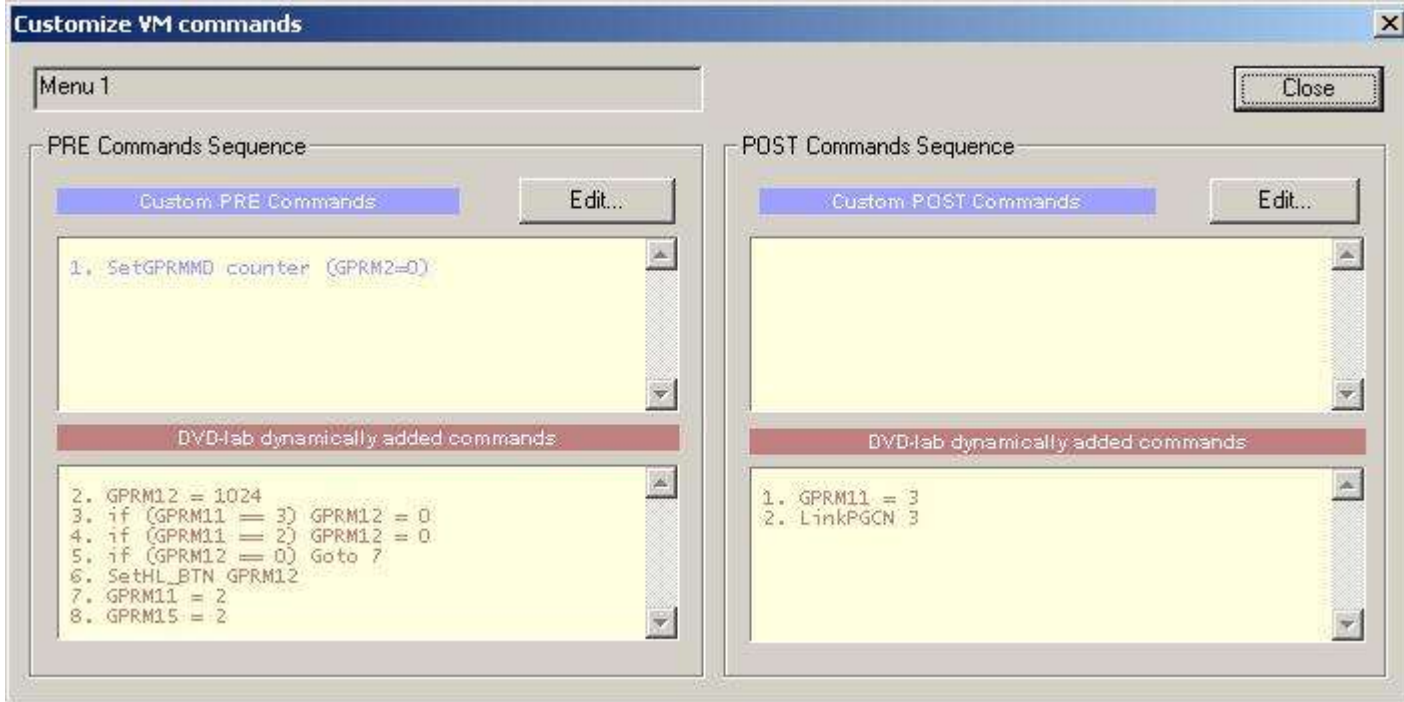 Customize VM commands
Menu 1
Close
PRE Commands Sequence
Custom PRE Commands
Edit...
1. SetGPRMMD counter (GPRM2=0)
DVD-lab dynamically added commands
2. GPRM12 = 1024
3. if (GPRM11 == 3) GPRM12 = 0
4. if (GPRM11 == 2) GPRM12 = 0
5. if (GPRM12 == 0) Goto 7
6. SetHL_BTN GPRM12
7. GPRM11 = 2
8. GPRM15 = 2
POST Commands Sequence
Custom POST Commands
Edit...
DVD-lab dynamically added commands
1. GPRM11 = 3
2. LinkPGCN 3